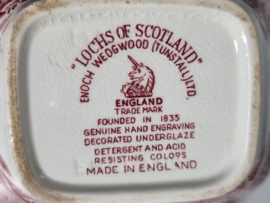 "LOCHS OF SCOTLAND"
ENOCH WEDGWOOD (TUNSTALL) LTD.
ENGLAND
TRADE MARK
FOUNDED IN 1835
GENUINE HAND ENGRAVING
DECORATED UNDERGLAZE
DETERGENT AND ACID
RESISTING COLORS
MADE IN ENGLAND